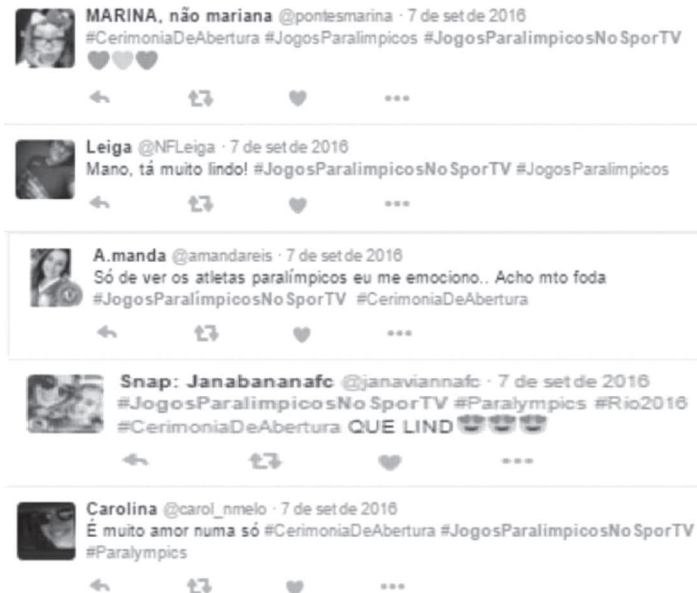 MARINA, não mariana @pontesmarina · 7 de set de 2016
#CerimoniaDeAbertura #JogosParalimpicos #JogosParalimpicosNoSporTV
Leiga @NFLeiga · 7 de set de 2016
Mano, tá muito lindo! #JogosParalimpicosNoSporTV #JogosParalimpicos
A.manda @amandareis · 7 de set de 2016
Só de ver os atletas paralímpicos eu me emociono.. Acho mto foda
#JogosParalímpicosNoSporTV #CerimoniaDeAbertura
Snap: Janabananafc @janaviannafc · 7 de set de 2016
#JogosParalimpicosNoSporTV #Paralympics #Rio2016
#CerimoniaDeAbertura QUE LIND
Carolina @carol_nmelo · 7 de set de 2016
É muito amor numa só #CerimoniaDeAbertura #JogosParalimpicosNoSporTV
#Paralympics